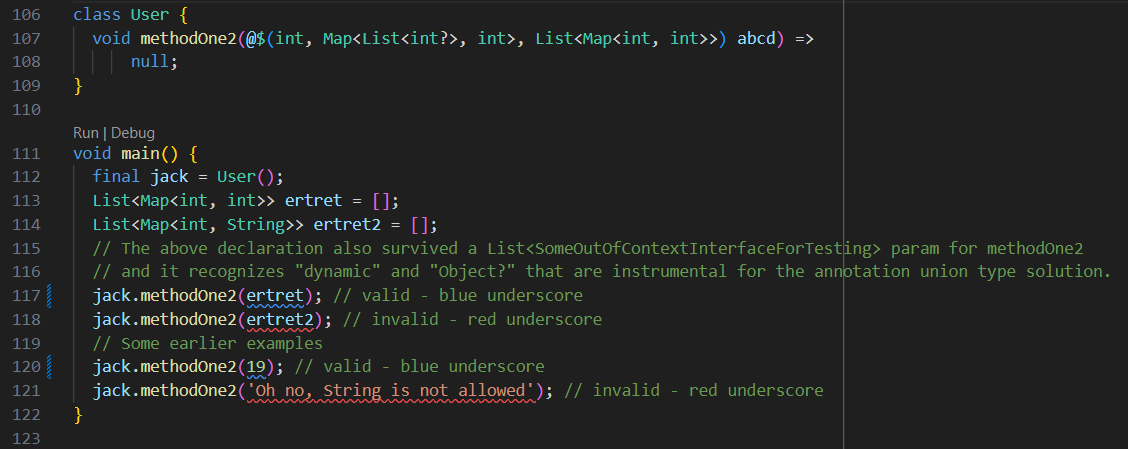 106 class User {
107 void methodOne2(@$(int, Map<List<int?>, int>, List<Map<int, int>>) abcd) =>
108 null;
109 }
110
Run | Debug
111 void main() {
112 final jack = User();
113 List<Map<int, int>> ertret = [];
114 List<Map<int, String>> ertret2 = [];
115 // The above declaration also survived a List<SomeOutOfContextInterfaceForTesting> param for methodOne2
116 // and it recognizes "dynamic" and "Object?" that are instrumental for the annotation union type solution.
117 jack.methodOne2(ertret); // valid - blue underscore
118 jack.methodOne2(ertret2); // invalid - red underscore
119 // Some earlier examples
120 jack.methodOne2(19); // valid - blue underscore
121 jack.methodOne2('Oh no, String is not allowed'); // invalid - red underscore
122 }
123